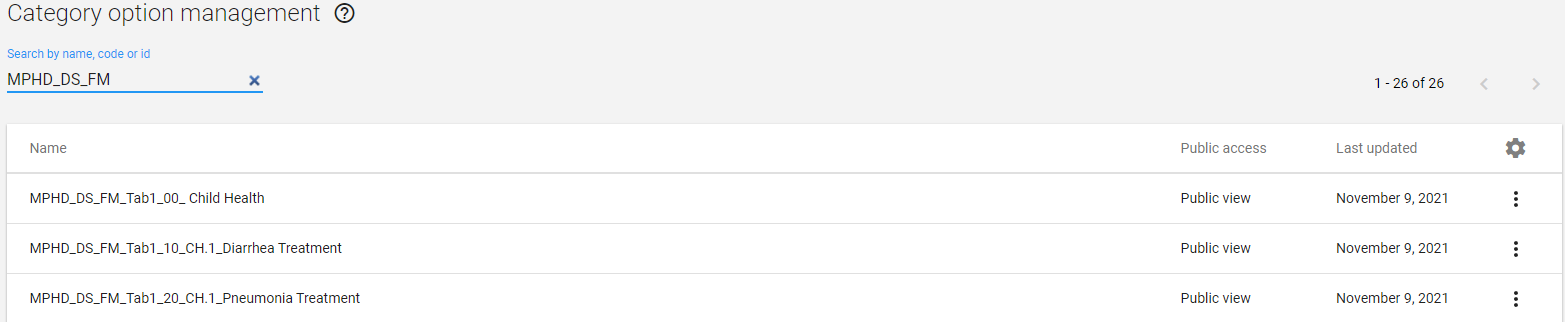 Category option management
Search by name, code or id
MPHD_DS_FM
1 - 26 of 26
Name Public access Last updated
MPHD_DS_FM_Tab1_00_ Child Health Public view November 9, 2021
MPHD_DS_FM_Tab1_10_CH.1_Diarrhea Treatment Public view November 9, 2021
MPHD_DS_FM_Tab1_20_CH.1_Pneumonia Treatment Public view November 9, 2021